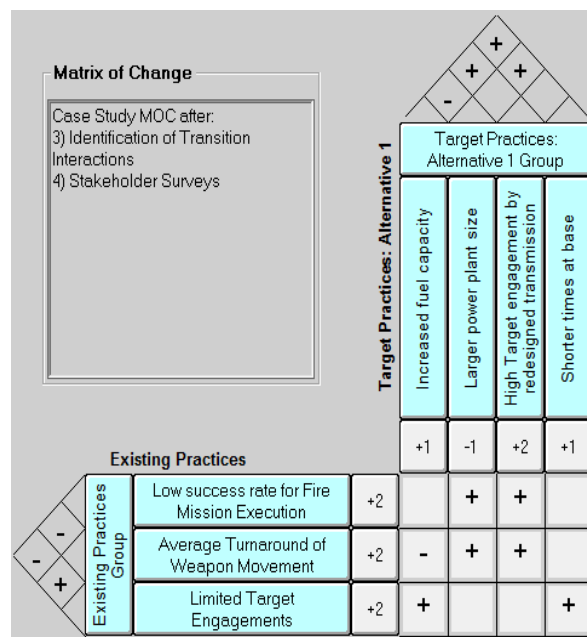 +
+ +
-
Matrix of Change
Case Study MOC after:
3) Identification of Transition
Interactions
4) Stakeholder Surveys
Target Practices: Alternative 1
Target Practices:
Alternative 1 Group
Increased fuel capacity
Larger power plant size
High Target engagement by
redesigned transmission
Shorter times at base
+1 -1 +2 +1
Existing Practices
Existing Practices
Group
-
-
+
Low success rate for Fire
Mission Execution
+2 + +
Average Turnaround of
Weapon Movement
+2 - + +
Limited Target
Engagements
+2 + +